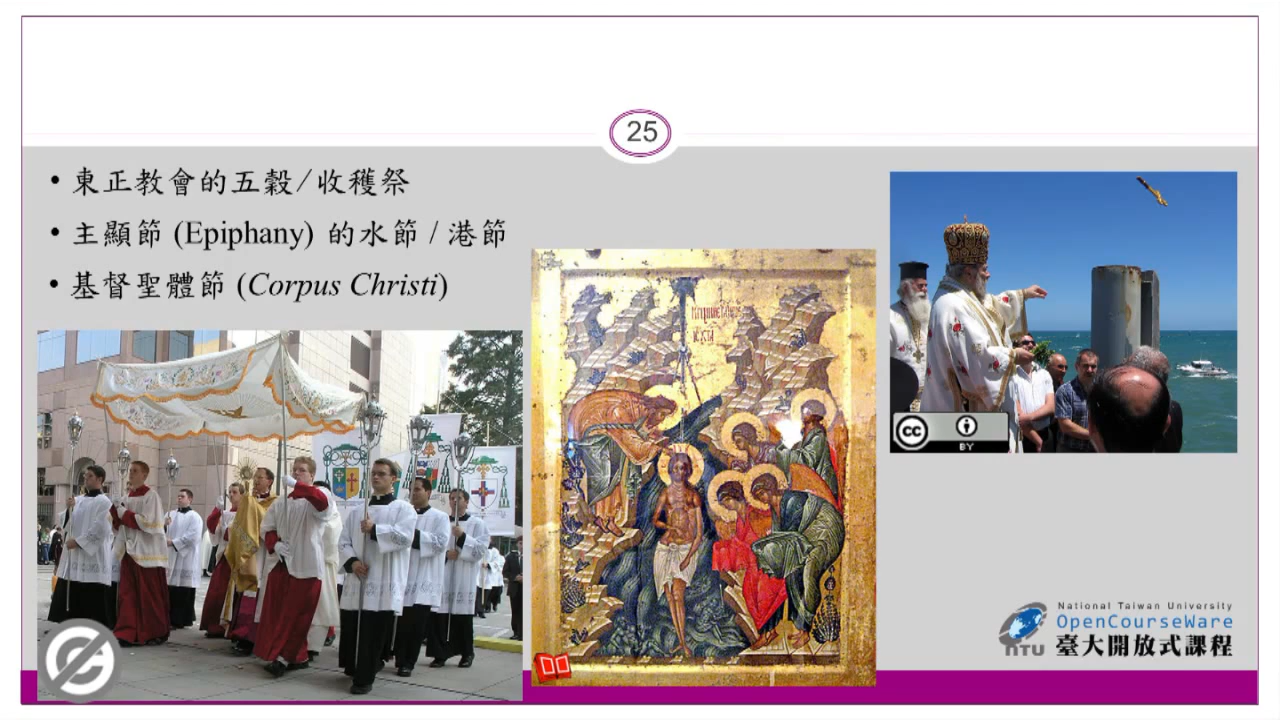 25
• 東正教會的五穀/收穫祭
• 主顯節 (Epiphany) 的水節 / 港節
• 基督聖體節 (Corpus Christi)
cc
BY
National Taiwan University
OpenCourseWare
NTU 臺大開放式課程